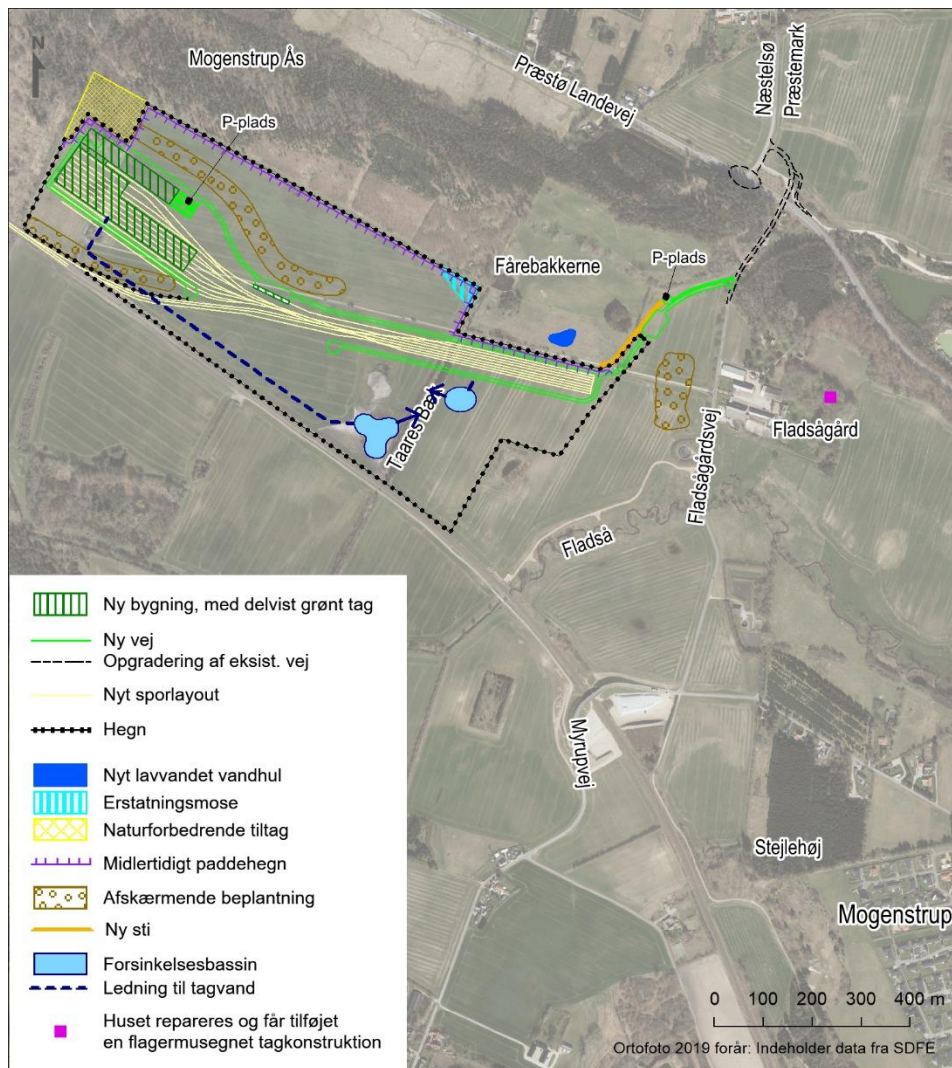 N
Mogenstrup Ås
Præstø Landevej
Næstelsø
Præstemark
P-plads
Fårebakkerne
P-plads
Taares Bæk
Fladsågård
Fladsågårdsvej
Fladså
Myrupvej
Stejlehøj
Mogenstrup
Ny bygning, med delvist grønt tag
Ny vej
Opgradering af eksist. vej
Nyt sporlayout
Hegn
Nyt lavvandet vandhul
Erstatningsmose
Naturforbedrende tiltag
Midlertidigt paddehegn
Afskærmende beplantning
Ny sti
Forsinkelsesbassin
Ledning til tagvand
Huset repareres og får tilføjet
en flagermusegnet tagkonstruktion
0 100 200 300 400 m
Ortofoto 2019 forår: Indeholder data fra SDFE